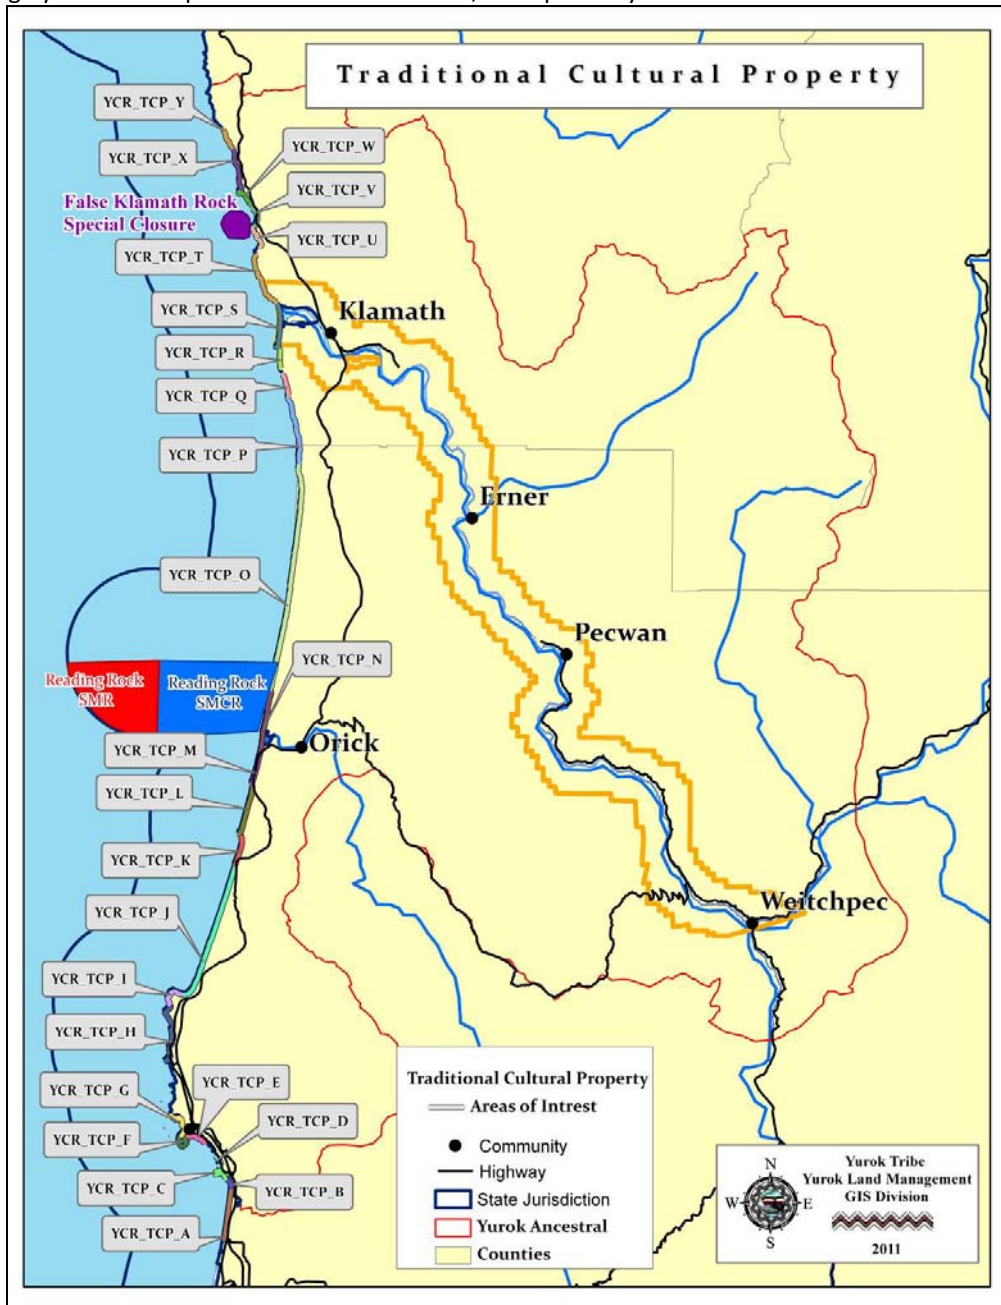 Traditional Cultural Property
YCR_TCP_Y
YCR_TCP_X
YCR_TCP_W
YCR_TCP_V
False Klamath Rock
Special Closure
YCR_TCP_U
YCR_TCP_T
YCR_TCP_S
Klamath
YCR_TCP_R
YCR_TCP_Q
YCR_TCP_P
Erner
YCR_TCP_O
Pecwan
YCR_TCP_N
Reading Rock
SMR
Reading Rock
SMCR
Orick
YCR_TCP_M
YCR_TCP_L
YCR_TCP_K
Weitchpec
YCR_TCP_J
YCR_TCP_I
YCR_TCP_H
YCR_TCP_E
YCR_TCP_G
YCR_TCP_D
YCR_TCP_F
YCR_TCP_C
YCR_TCP_B
YCR_TCP_A
Traditional Cultural Property
Areas of Intrest
Community
Highway
State Jurisdiction
Yurok Ancestral
Counties
N
W
E
S
Yurok Tribe
Yurok Land Management
GIS Division
2011